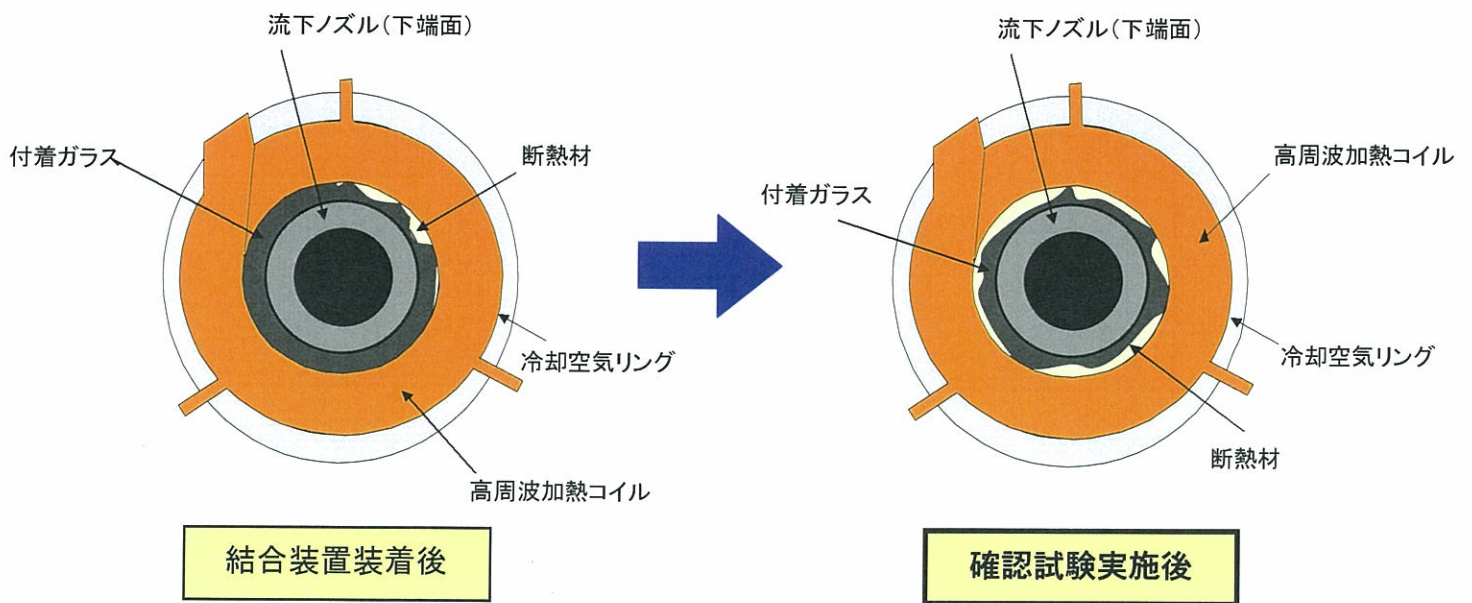 流下ノズル(下端面)
付着ガラス
断熱材
冷却空気リング
高周波加熱コイル
結合装置装着後
流下ノズル(下端面)
高周波加熱コイル
付着ガラス
冷却空気リング
断熱材
確認試験実施後